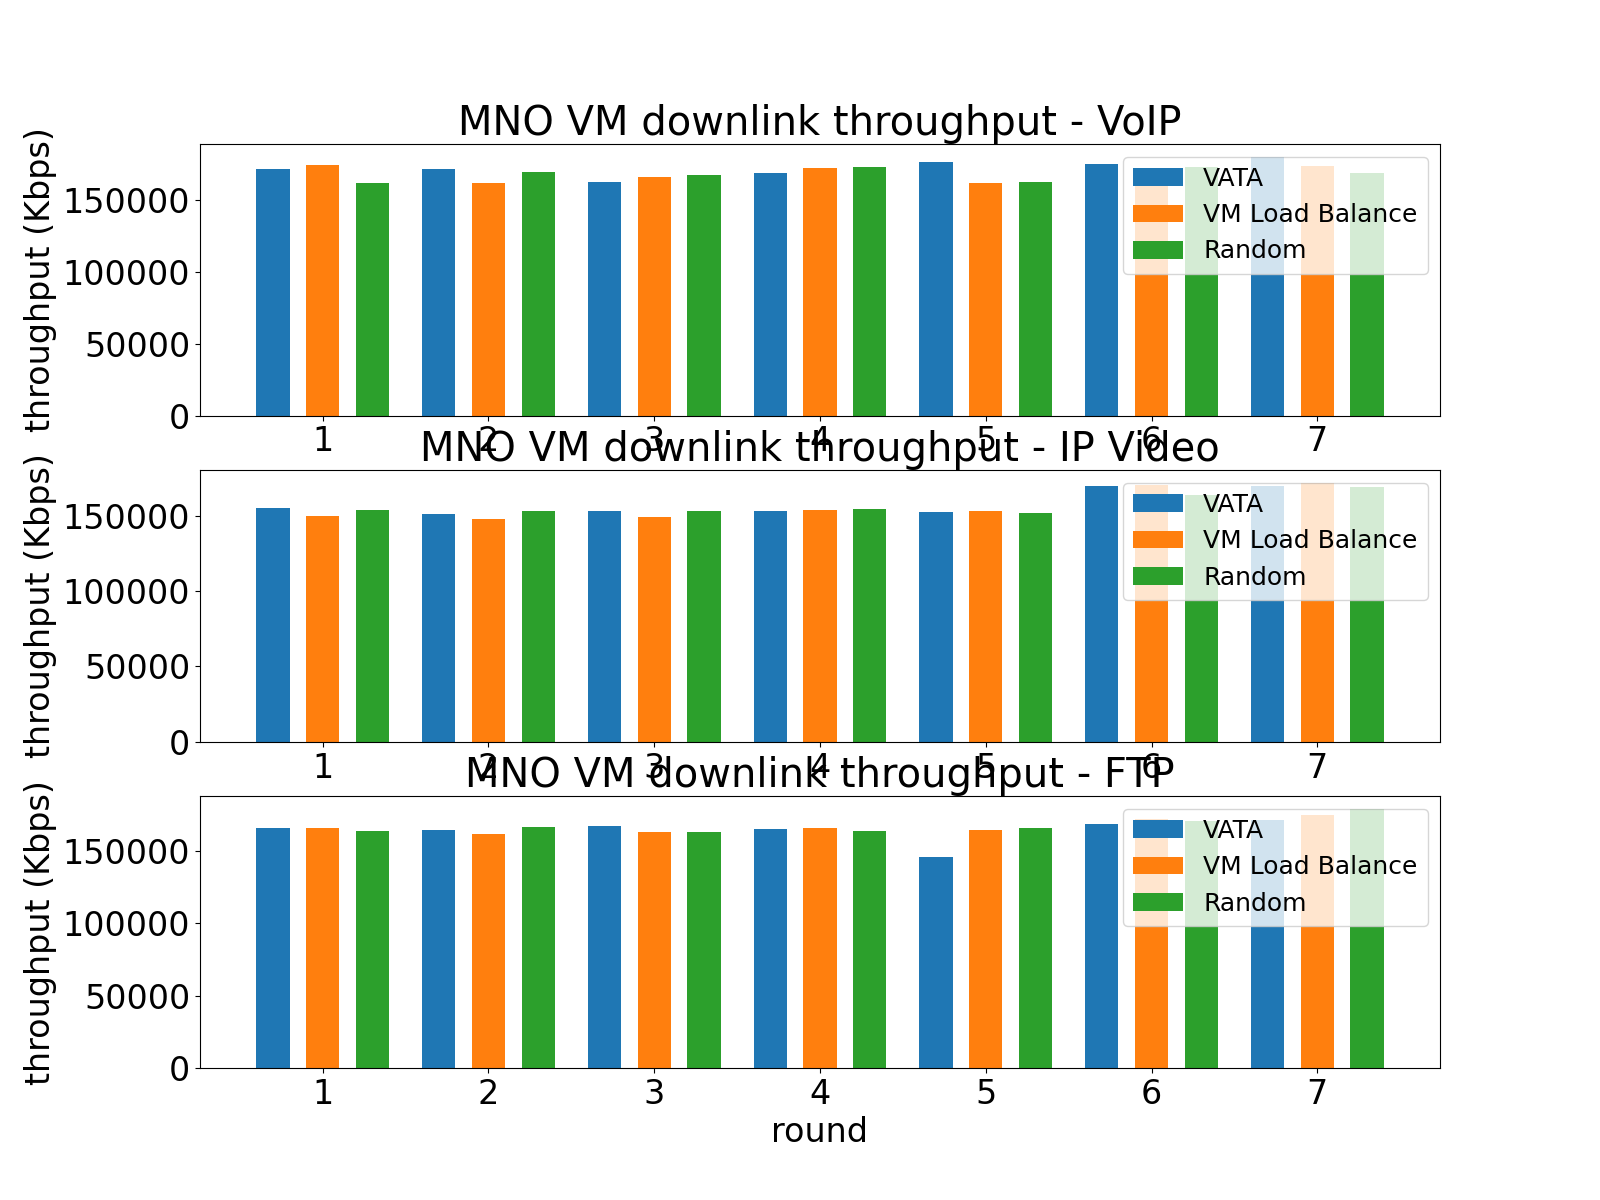 MNO VM downlink throughput - VoIP
throughput (Kbps)
150000
100000
50000
0
VATA
VM Load Balance
Random
1 2 3 4 5 6 7
MNO VM downlink throughput - IP Video
throughput (Kbps)
150000
100000
50000
0
VATA
VM Load Balance
Random
1 2 3 4 5 6 7
MNO VM downlink throughput - FTP
throughput (Kbps)
150000
100000
50000
0
VATA
VM Load Balance
Random
1 2 3 4 5 6 7
round